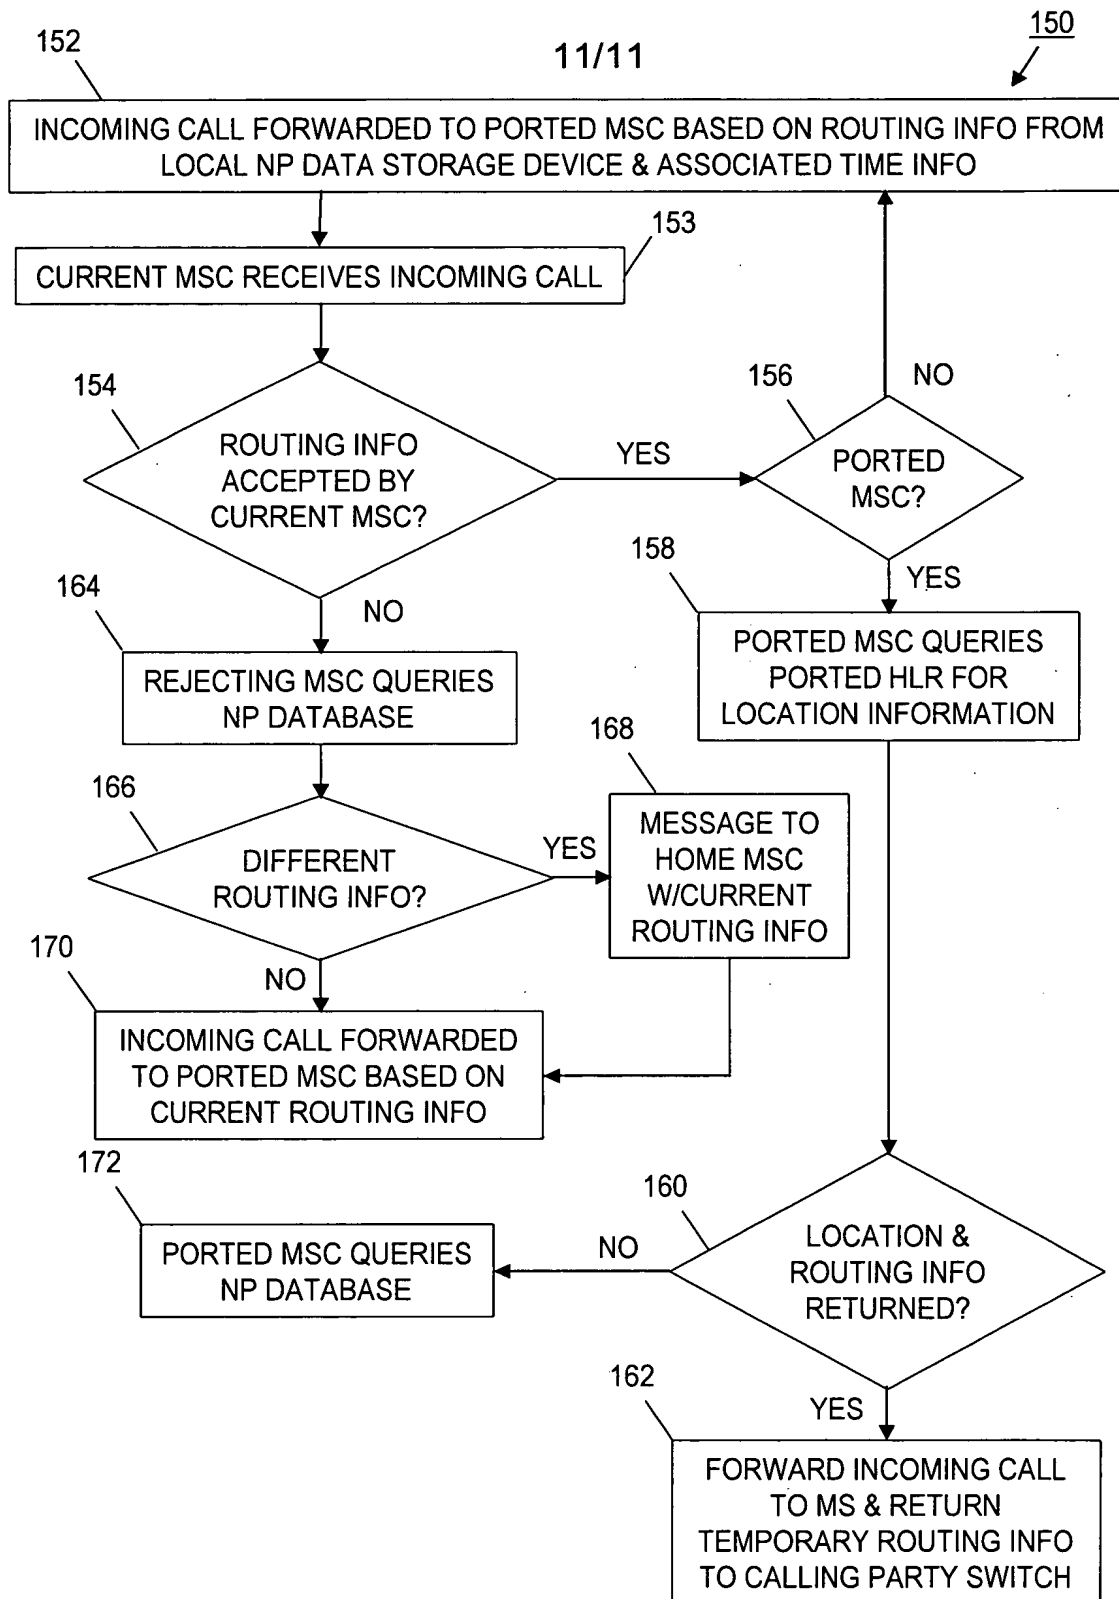 152
11/11
150
INCOMING CALL FORWARDED TO PORTED MSC BASED ON ROUTING INFO FROM
LOCAL NP DATA STORAGE DEVICE & ASSOCIATED TIME INFO
153
CURRENT MSC RECEIVES INCOMING CALL
154
ROUTING INFO
ACCEPTED BY
CURRENT MSC?
YES
NO
156
PORTED
MSC?
NO
YES
158
PORTED MSC QUERIES
PORTED HLR FOR
LOCATION INFORMATION
164
REJECTING MSC QUERIES
NP DATABASE
166
DIFFERENT
ROUTING INFO?
YES
NO
168
MESSAGE TO
HOME MSC
W/CURRENT
ROUTING INFO
170
INCOMING CALL FORWARDED
TO PORTED MSC BASED ON
CURRENT ROUTING INFO
172
PORTED MSC QUERIES
NP DATABASE
NO
160
LOCATION &
ROUTING INFO
RETURNED?
YES
162
FORWARD INCOMING CALL
TO MS & RETURN
TEMPORARY ROUTING INFO
TO CALLING PARTY SWITCH